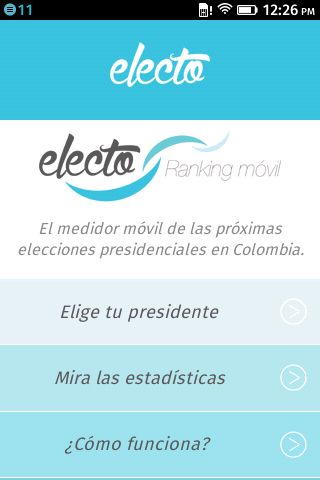 11
12:26 PM
electo
electo Ranking móvil
El medidor móvil de las próximas
elecciones presidenciales en Colombia.
Elige tu presidente
Mira las estadísticas
¿Cómo funciona?